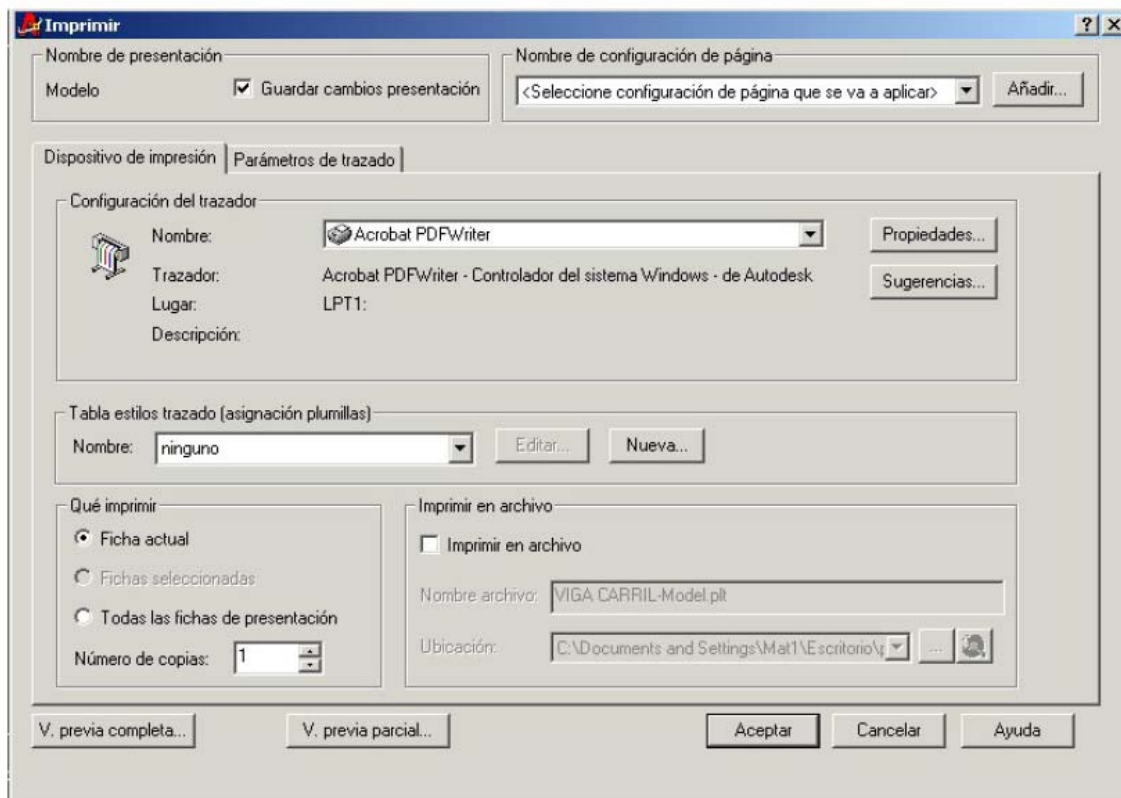 Imprimir
Nombre de presentación
Modelo
Guardar cambios presentación
Nombre de configuración de página
<Seleccione configuración de página que se va a aplicar>
Añadir...
Dispositivo de impresión
Parámetros de trazado
Configuración del trazador
Nombre:
Acrobat PDFWriter
Propiedades...
Trazador:
Acrobat PDFWriter - Controlador del sistema Windows - de Autodesk
Sugerencias...
Lugar:
LPT1:
Descripción:
Tabla estilos trazado (asignación plumillas)
Nombre:
ninguno
Editar...
Nueva...
Qué imprimir
Ficha actual
Fichas seleccionadas
Todas las fichas de presentación
Número de copias:
1
Imprimir en archivo
Imprimir en archivo
Nombre archivo:
VIGA CARRIL-Model.plt
Ubicación:
C:\Documents and Settings\Mat1\Escritorio\p
...
V. previa completa...
V. previa parcial...
Aceptar
Cancelar
Ayuda